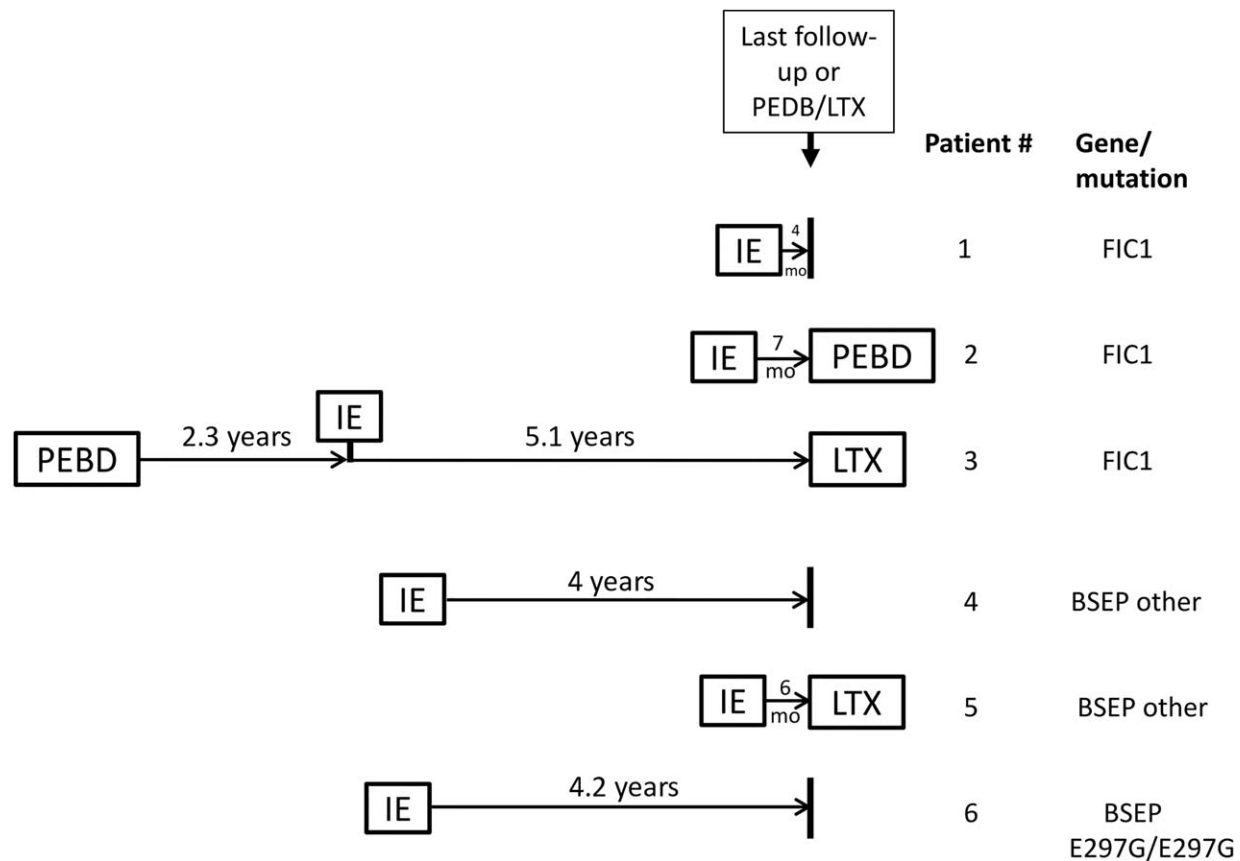 Last follow-
up or
PEDB/LTX
Patient #
Gene/
mutation
IE
4
mo
1
FIC1
IE
7
mo
PEBD
2
FIC1
PEBD
2.3 years
IE
5.1 years
LTX
3
FIC1
IE
4 years
4
BSEP other
IE
6
mo
LTX
5
BSEP other
IE
4.2 years
6
BSEP
E297G/E297G